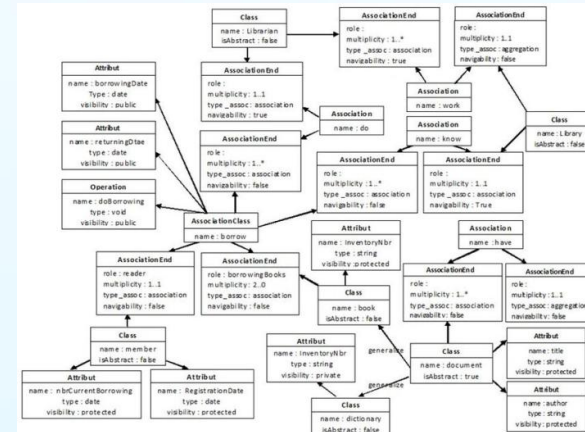 Class
name : Librarian
isAbstract : false
AssociationEnd
role :
multiplicity : 1..*
type_assoc : association
navigability : true
AssociationEnd
role :
multiplicity : 1..1
type_assoc : aggregation
navigability : false
Attribut
name : borrowingDate
Type : date
visibility : public
AssociationEnd
role :
multiplicity : 1..1
type_assoc : association
navigability : true
Association
name : do
Association
name : work
Association
name : know
Class
name : Library
isAbstract : false
Attribut
name : returningDtae
type : date
visibility : public
AssociationEnd
role :
multiplicity : 1..*
type_assoc : association
navigability : false
AssociationEnd
role :
multiplicity : 1..*
type_assoc : association
navigability : false
AssociationEnd
role :
multiplicity : 1..1
type_assoc : association
navigability : True
Operation
name : doBorrowing
type : void
visibility : public
AssociationClass
name : borrow
Attribut
name : InventoryNbr
type : string
visibility : protected
Association
name : have
AssociationEnd
role : reader
multiplicity : 1..1
type_assoc : association
navigability : false
AssociationEnd
role : borrowingBooks
multiplicity : 2..0
type_assoc : association
navigability : false
Class
name : book
isAbstract : false
AssociationEnd
role :
multiplicity : 1..*
type_assoc : association
navigability : false
AssociationEnd
role :
multiplicity : 1..1
type_assoc : aggregation
navigability : false
Class
name : member
isAbstract : false
Attribut
name : InventoryNbr
type : string
visibility : private
generalize
Class
name : document
isAbstract : true
Attribut
name : title
type : string
visibility : protected
Attribut
name : nbrCurrentBorrowing
type : date
visibility : protected
Attribut
name : RegistrationDate
type : date
visibility : protected
generalize
Class
name : dictionary
isAbstract : false
Attribut
name : author
type : string
visibility : protected